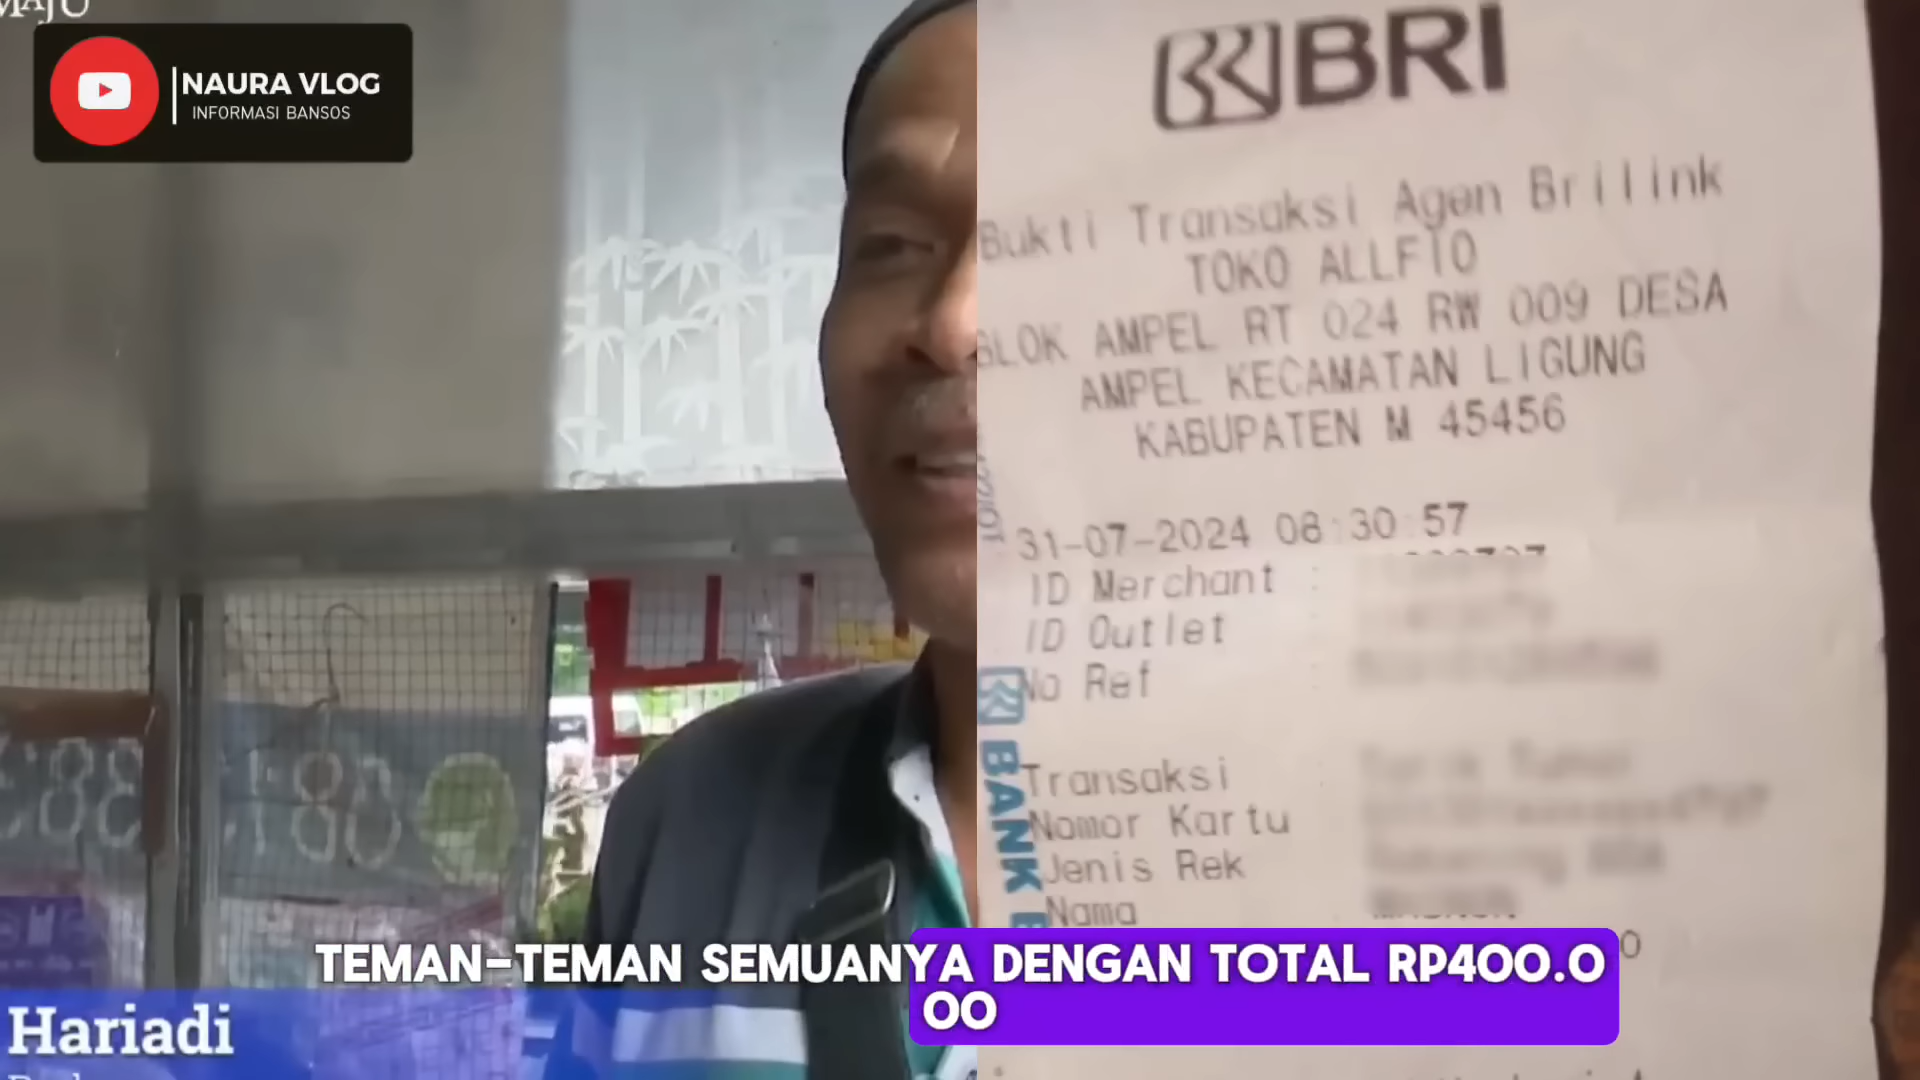 MAJU
NAURA VLOG
INFORMASI BANSOS
BRI
Bukti Transaksi Agen Brilink
TOKO ALLFIO
BLOK AMPEL RT 024 RW 009 DESA
AMPEL KECAMATAN LIGUNG
KABUPATEN M 45456
31-07-2024 08:30:57
ID Merchant :
ID Outlet
No Ref
Transaksi
Nomor Kartu
Jenis Rek
Nama
BANK
TEMAN-TEMAN SEMUANYA DENGAN TOTAL RP400.0
00
Hariadi